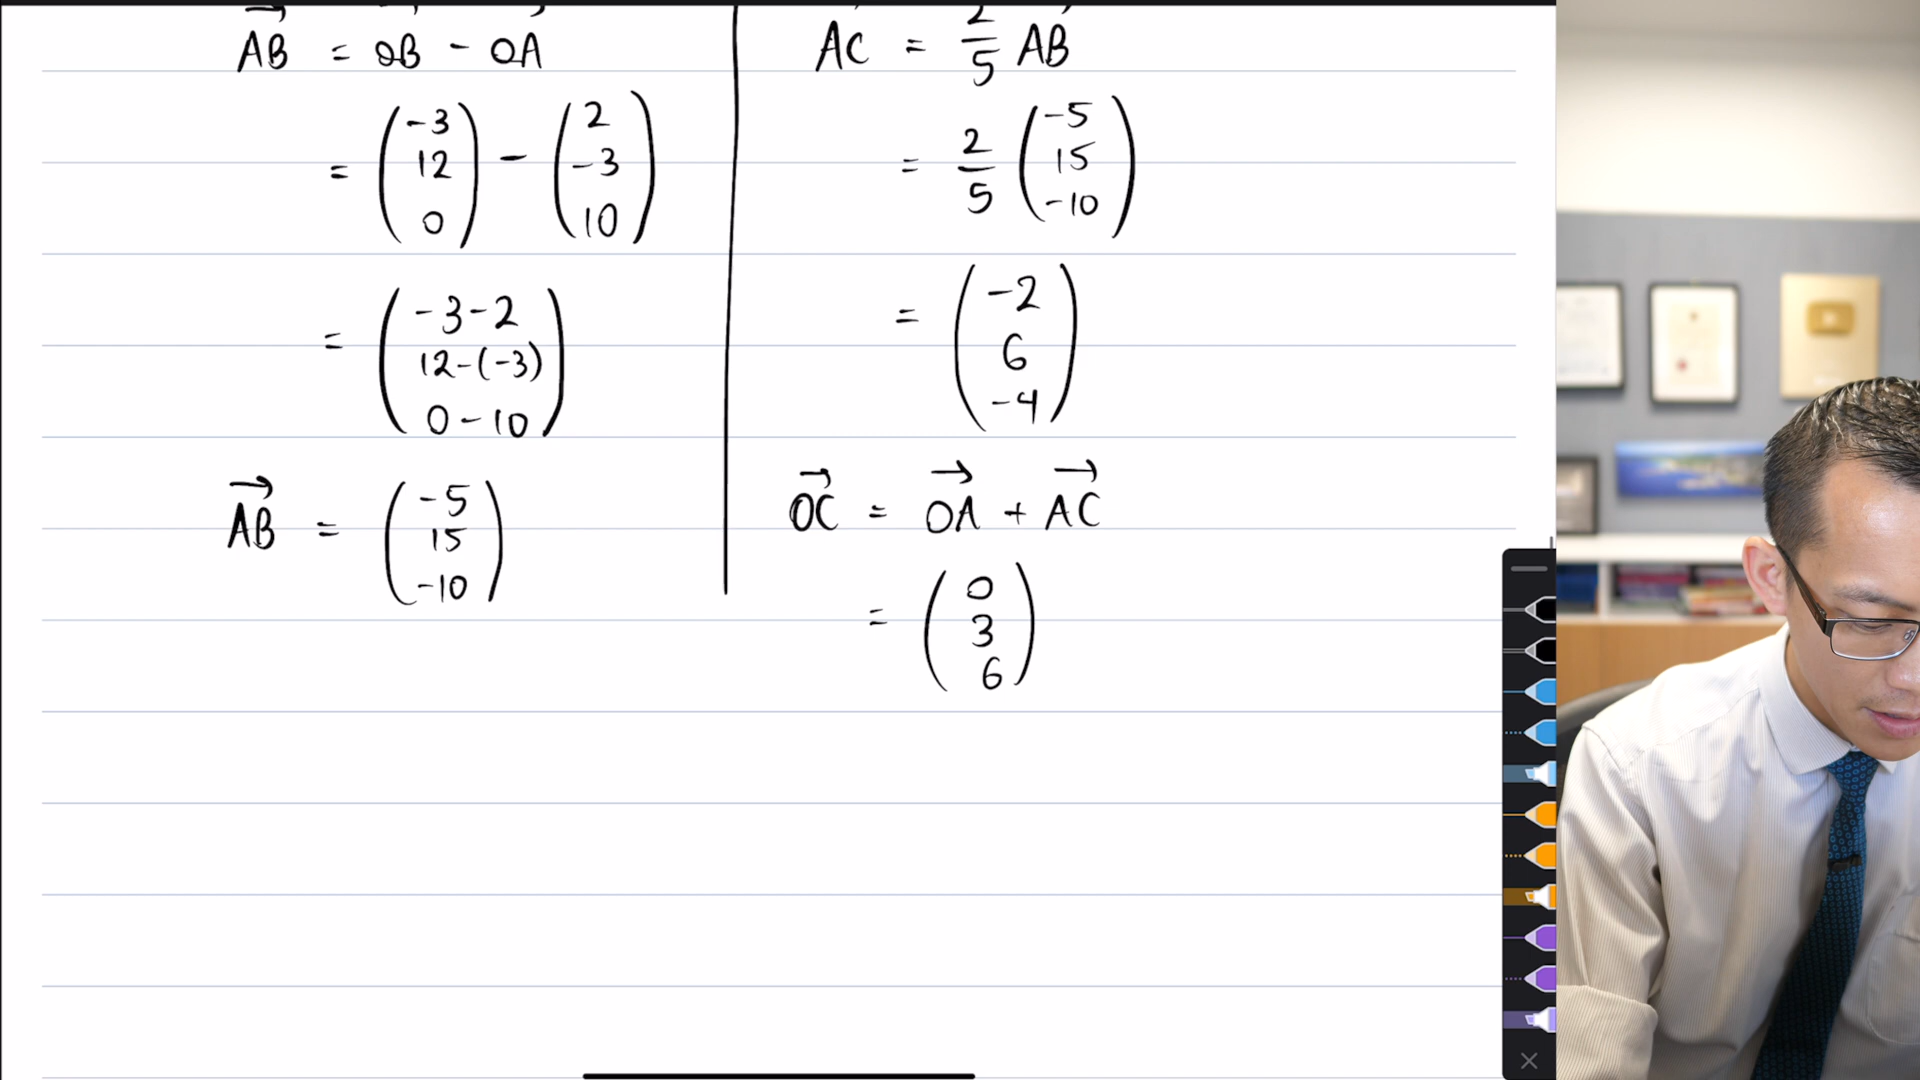 AB = OB - OA
= (-3 12 0) - (2 -3 10)
= (-3-2 12-(-3) 0-10)
AB = (-5 15 -10)
AC = 2/5 AB
= 2/5 (-5 15 -10)
= (-2 6 -4)
OC = OA + AC
= (0 3 6)